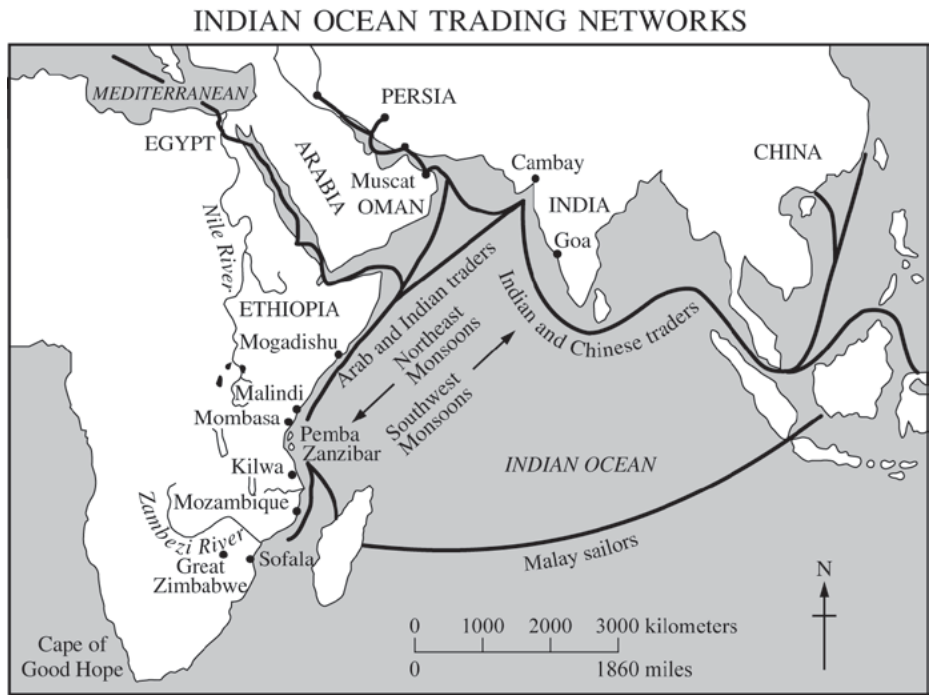 INDIAN OCEAN TRADING NETWORKS
MEDITERRANEAN
PERSIA
EGYPT
ARABIA
CHINA
Cambay
Muscat
OMAN
INDIA
Nile River
Goa
ETHIOPIA
Arab and Indian traders
Indian and Chinese traders
Mogadishu
Northeast
Monsoons
Malindi
Southwest
Monsoons
Mombasa
Pemba
Zanzibar
Kilwa
INDIAN OCEAN
Mozambique
Zambezi River
Malay sailors
Sofala
Great
Zimbabwe
N
0 1000 2000 3000 kilometers
0 1860 miles
Cape of
Good Hope